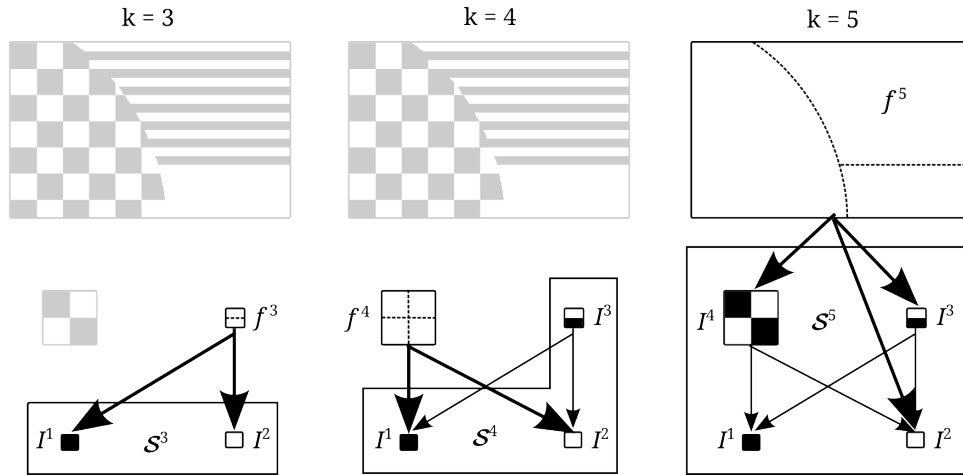 k = 3 k = 4 k = 5
f⁵
f³ f⁴ I³ I⁴ S⁵ I³
I¹ S³ I² I¹ S⁴ I² I¹ I²